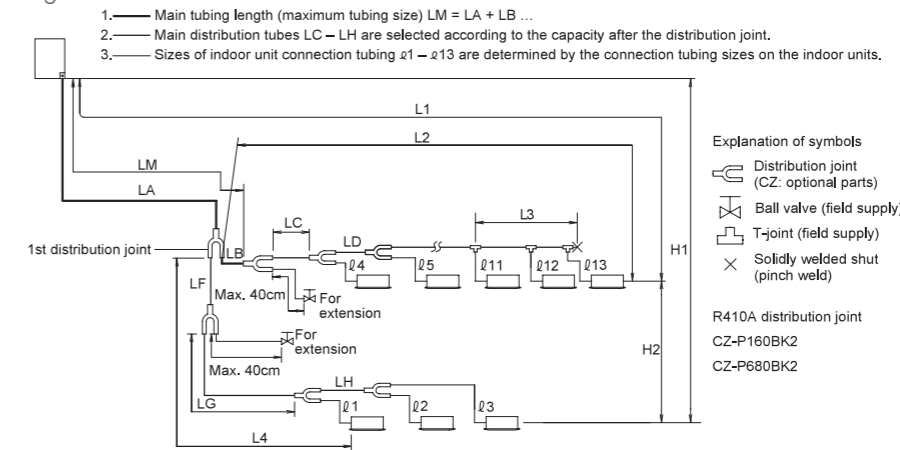 1. Main tubing length (maximum tubing size) LM = LA + LB ...
2. Main distribution tubes LC – LH are selected according to the capacity after the distribution joint.
3. Sizes of indoor unit connection tubing ℓ1 – ℓ13 are determined by the connection tubing sizes on the indoor units.
L1
L2
LM
LA
LC
L3
LD
1st distribution joint
LB
ℓ4
ℓ5
ℓ11
ℓ12
ℓ13
H1
LF
Max. 40cm
For
extension
For
extension
Max. 40cm
H2
LG
LH
ℓ1
ℓ2
ℓ3
L4
Explanation of symbols
Distribution joint
(CZ: optional parts)
Ball valve (field supply)
T-joint (field supply)
Solidly welded shut
(pinch weld)
R410A distribution joint
CZ-P160BK2
CZ-P680BK2